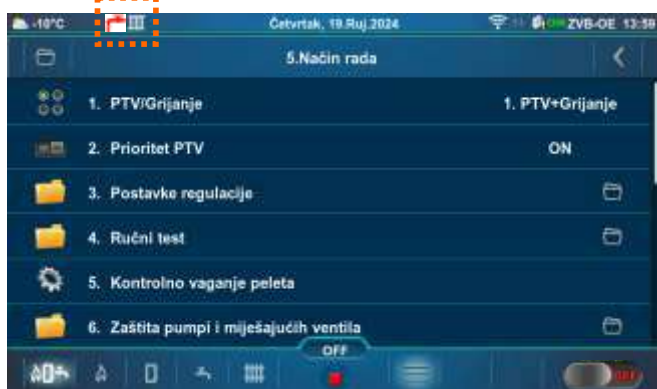 -10°C Četvrtak, 19.Ruj.2024 ZVB-OE 13:59
5.Način rada
1. PTV/Grijanje 1. PTV+Grijanje
2. Prioritet PTV ON
3. Postavke regulacije
4. Ručni test
5. Kontrolno vaganje peleta
6. Zaštita pumpi i miješajućih ventila
OFF
OFF